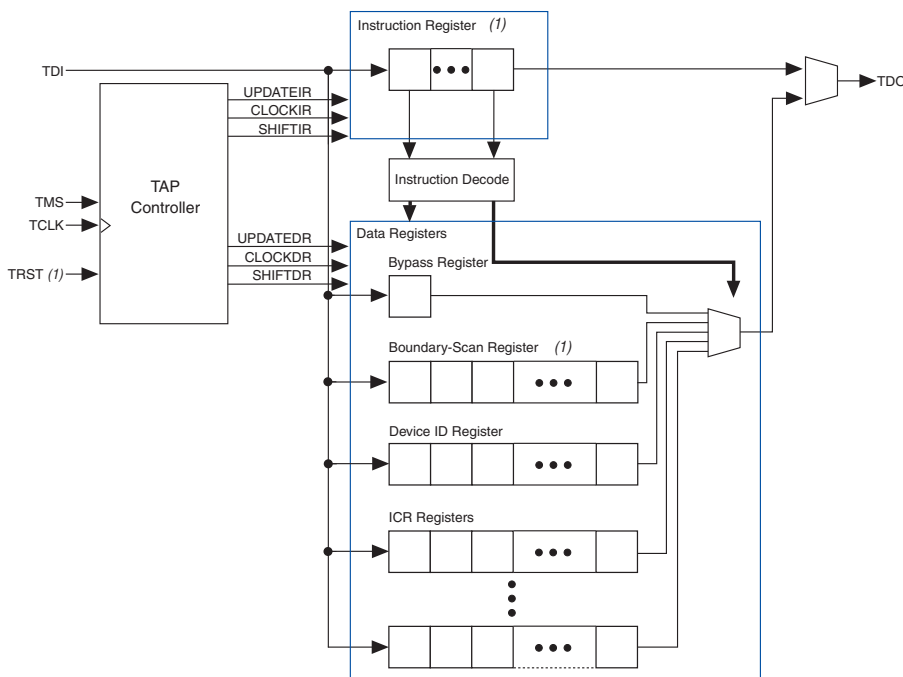 Instruction Register (1)
TDI
TDO
UPDATEIR
CLOCKIR
SHIFTIR
TAP
Controller
Instruction Decode
TMS
TCLK
TRST (1)
Data Registers
UPDATEDR
CLOCKDR
SHIFTDR
Bypass Register
Boundary-Scan Register (1)
Device ID Register
ICR Registers